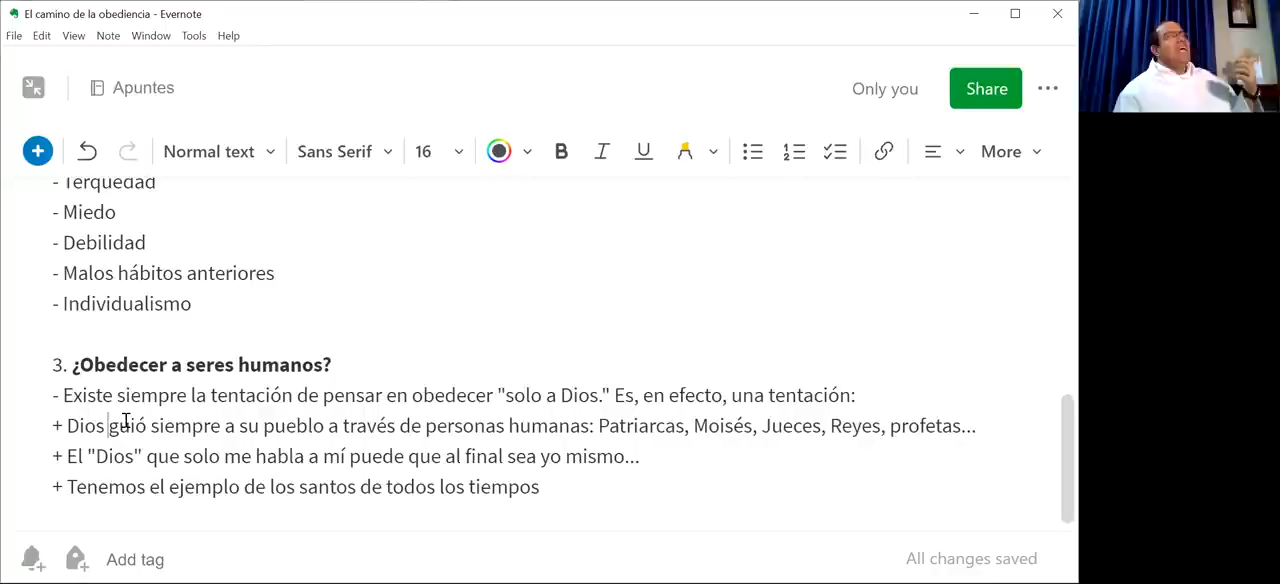 El camino de la obediencia - Evernote
File Edit View Note Window Tools Help
Apuntes Only you Share
Normal text Sans Serif 16 B I U More
- Terquedad
- Miedo
- Debilidad
- Malos hábitos anteriores
- Individualismo
3. ¿Obedecer a seres humanos?
- Existe siempre la tentación de pensar en obedecer "solo a Dios." Es, en efecto, una tentación:
+ Dios guió siempre a su pueblo a través de personas humanas: Patriarcas, Moisés, Jueces, Reyes, profetas...
+ El "Dios" que solo me habla a mí puede que al final sea yo mismo...
+ Tenemos el ejemplo de los santos de todos los tiempos
Add tag All changes saved